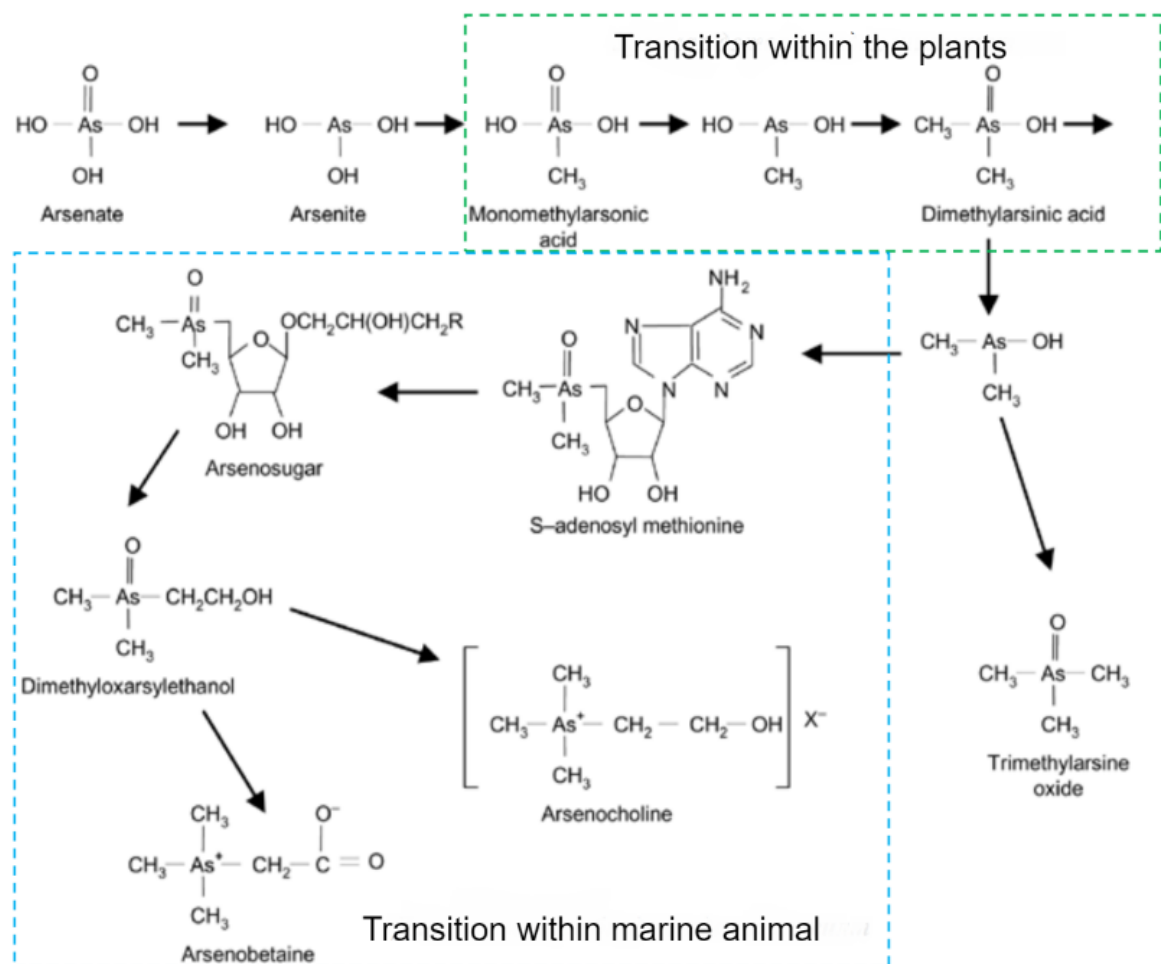 Transition within the plants
O
HO As OH
OH
Arsenate
HO As OH
OH
Arsenite
O
HO As OH
CH₃
Monomethylarsonic
acid
HO As OH
CH₃
O
CH₃ As OH
CH₃
Dimethylarsinic acid
O
CH₃ As
CH₃
O
OCH₂CH(OH)CH₂R
OH OH
Arsenosugar
NH₂
N
N
N
N
O
CH₃ As
CH₃
O
HO OH
S–adenosyl methionine
CH₃ As OH
CH₃
O
CH₃ As CH₂CH₂OH
CH₃
Dimethyloxarsylethanol
CH₃
CH₃ As⁺ CH₂ CH₂ OH X⁻
CH₃
Arsenocholine
O
CH₃ As CH₃
CH₃
Trimethylarsine
oxide
CH₃ O⁻
CH₃ As⁺ CH₂ C O
CH₃
Arsenobetaine
Transition within marine animal